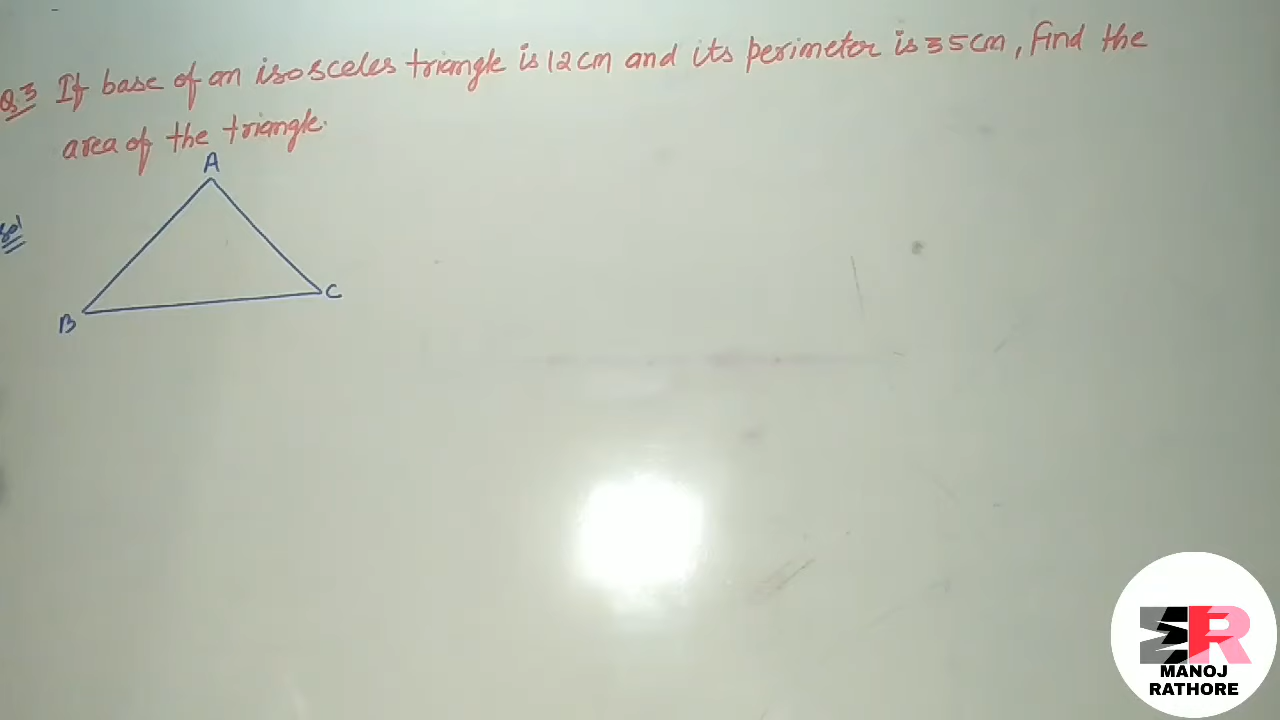 Q3 If base of an isosceles triangle is 12cm and its perimeter is 35cm, find the
area of the triangle.
A
Sol
B
C
MANOJ
RATHORE